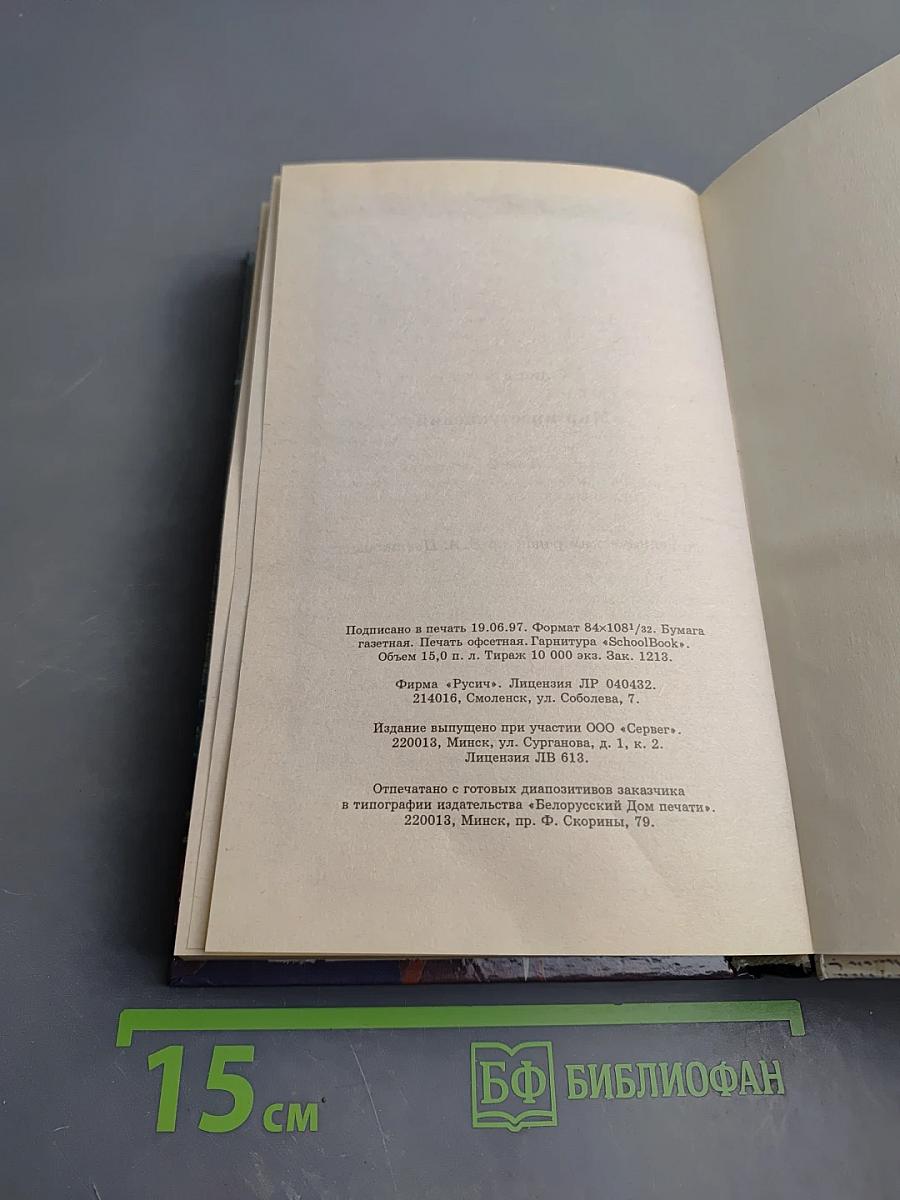 Подписано в печать 19.06.97. Формат 84×108¹/₃₂. Бумага
газетная. Печать офсетная. Гарнитура «SchoolBook».
Объем 15,0 п. л. Тираж 10 000 экз. Зак. 1213.
Фирма «Русич». Лицензия ЛР 040432.
214016, Смоленск, ул. Соболева, 7.
Издание выпущено при участии ООО «Сервег».
220013, Минск, ул. Сурганова, д. 1, к. 2.
Лицензия ЛВ 613.
Отпечатано с готовых диапозитивов заказчика
в типографии издательства «Белорусский Дом печати».
220013, Минск, пр. Ф. Скорины, 79.
15 см
БФ БИБЛИОФАН